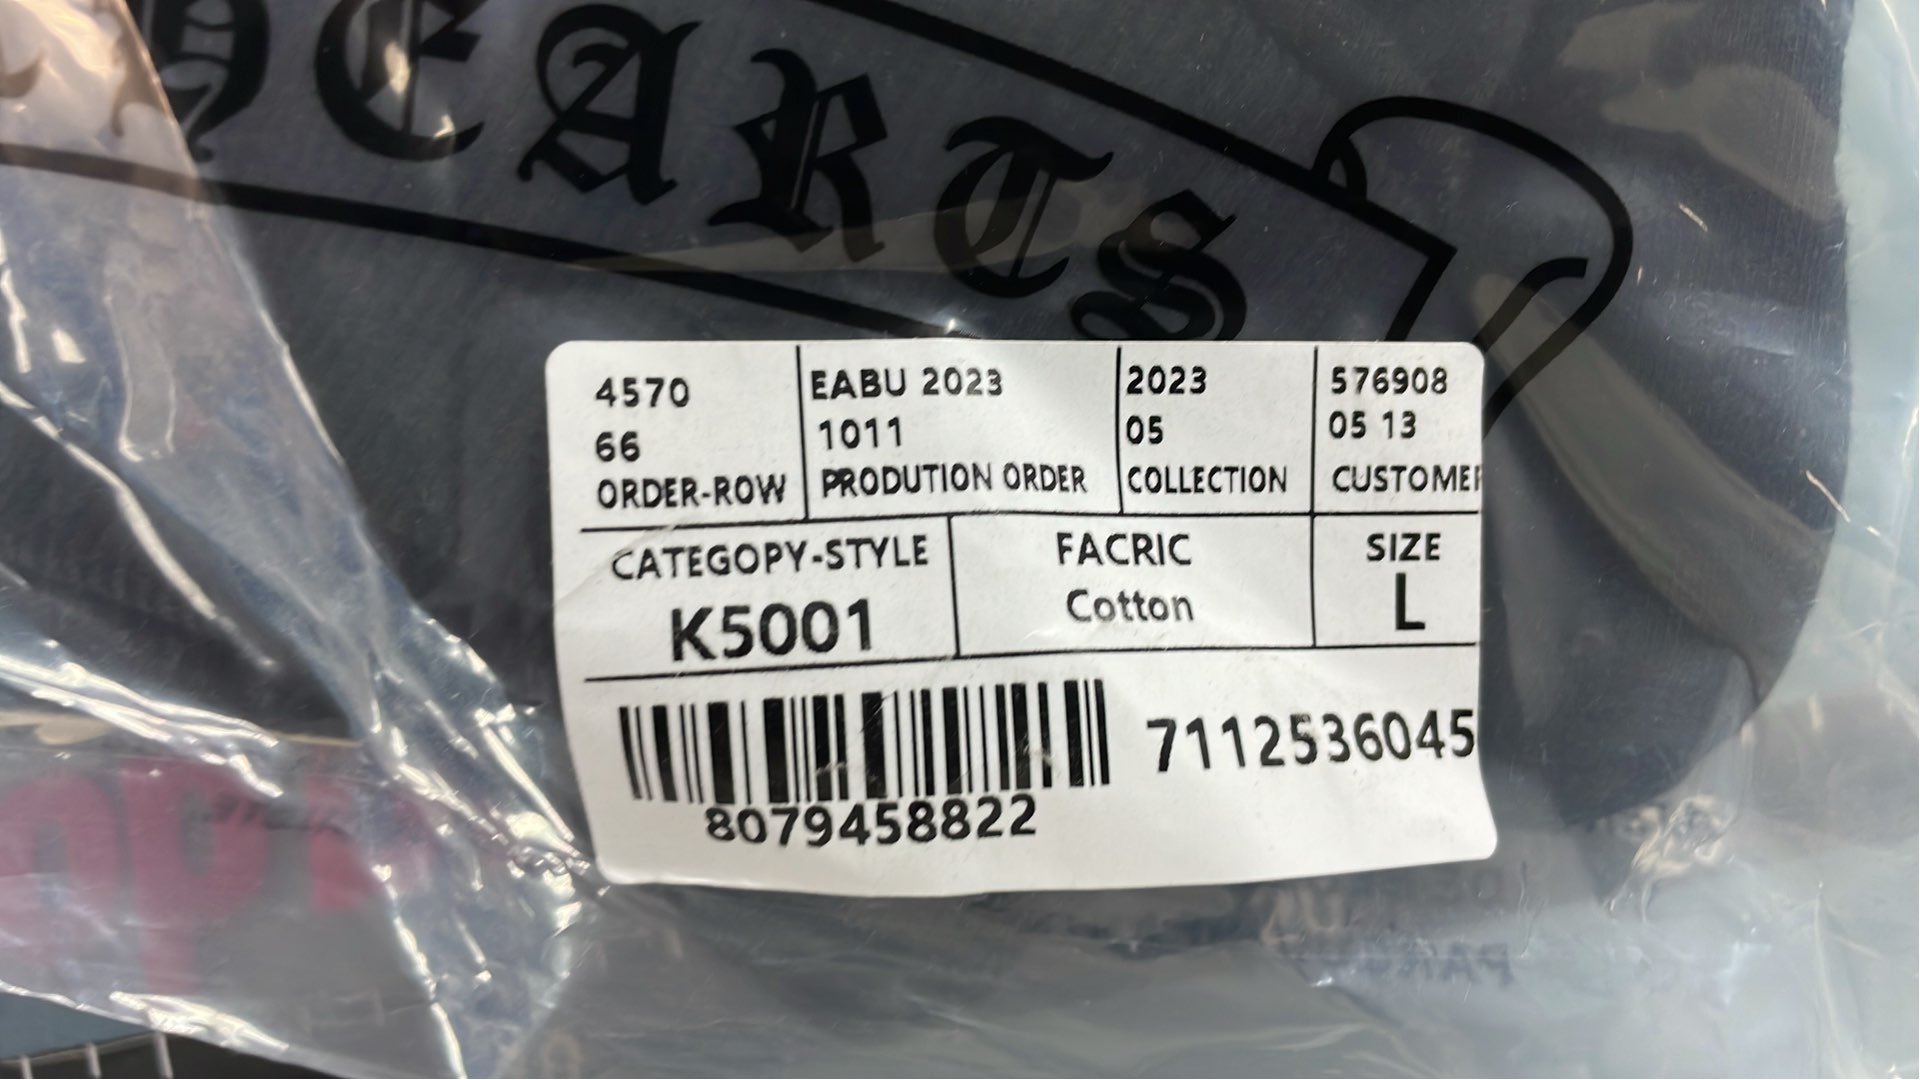 HEARTS
4570
66
ORDER-ROW
EABU 2023
1011
PRODUTION ORDER
2023
05
COLLECTION
576908
05 13
CUSTOMER
CATEGOPY-STYLE
K5001
FACRIC
Cotton
SIZE
L
7112536045
8079458822